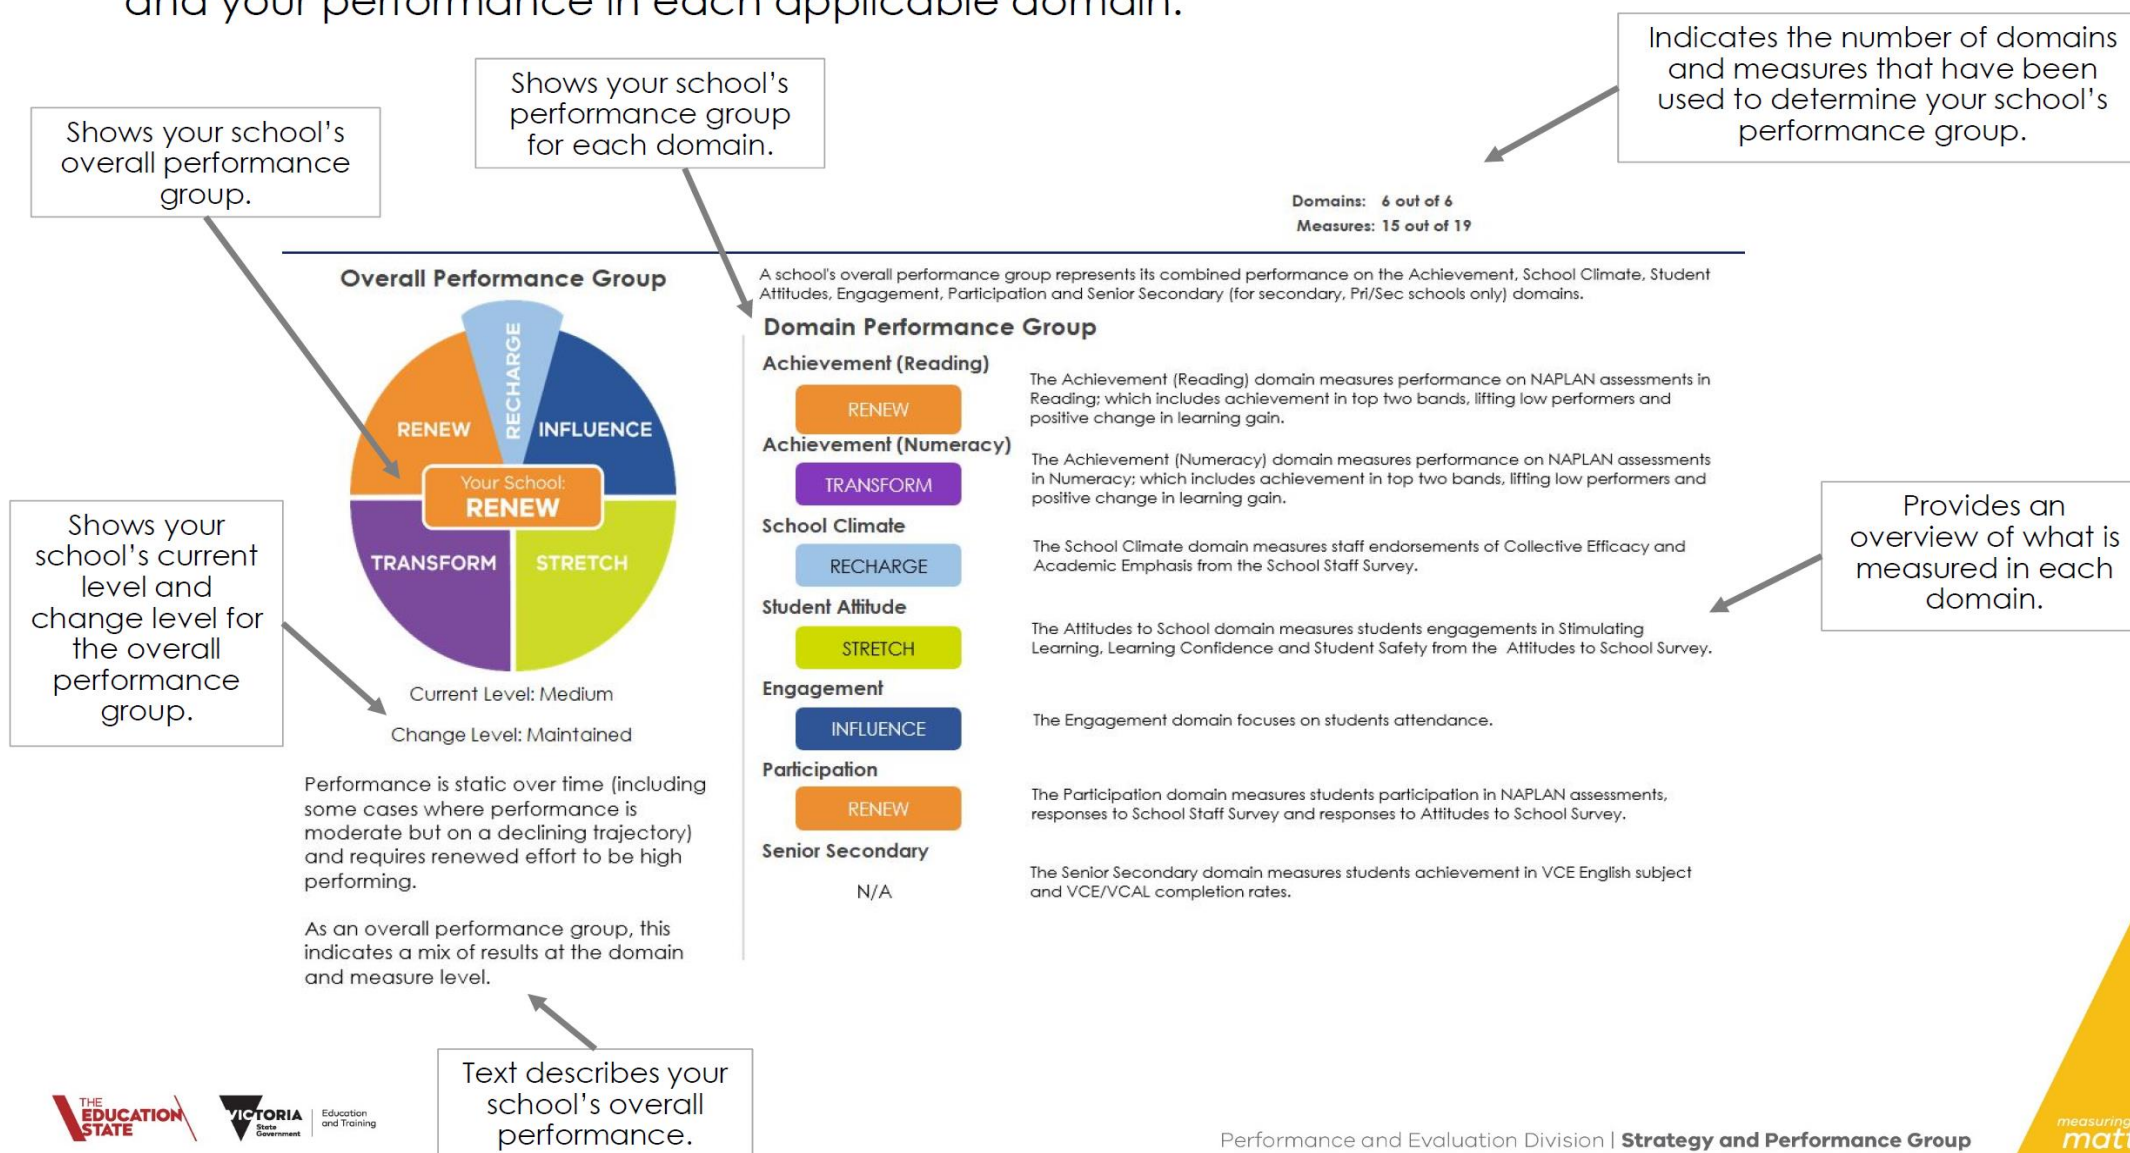 and your performance in each applicable domain.
Indicates the number of domains
and measures that have been
used to determine your school's
performance group.
Shows your school's
performance group
for each domain.
Shows your school's
overall performance
group.
Domains: 6 out of 6
Measures: 15 out of 19
Overall Performance Group
RENEW
RECHARGE
INFLUENCE
Your School:
RENEW
TRANSFORM
STRETCH
Current Level: Medium
Change Level: Maintained
Performance is static over time (including
some cases where performance is
moderate but on a declining trajectory)
and requires renewed effort to be high
performing.
As an overall performance group, this
indicates a mix of results at the domain
and measure level.
Shows your
school's current
level and
change level for
the overall
performance
group.
A school's overall performance group represents its combined performance on the Achievement, School Climate, Student
Attitudes, Engagement, Participation and Senior Secondary (for secondary, Pri/Sec schools only) domains.
Domain Performance Group
Achievement (Reading)
RENEW
The Achievement (Reading) domain measures performance on NAPLAN assessments in
Reading; which includes achievement in top two bands, lifting low performers and
positive change in learning gain.
Achievement (Numeracy)
TRANSFORM
The Achievement (Numeracy) domain measures performance on NAPLAN assessments
in Numeracy; which includes achievement in top two bands, lifting low performers and
positive change in learning gain.
School Climate
RECHARGE
The School Climate domain measures staff endorsements of Collective Efficacy and
Academic Emphasis from the School Staff Survey.
Student Attitude
STRETCH
The Attitudes to School domain measures students engagements in Stimulating
Learning, Learning Confidence and Student Safety from the Attitudes to School Survey.
Engagement
INFLUENCE
The Engagement domain focuses on students attendance.
Participation
RENEW
The Participation domain measures students participation in NAPLAN assessments,
responses to School Staff Survey and responses to Attitudes to School Survey.
Senior Secondary
N/A
The Senior Secondary domain measures students achievement in VCE English subject
and VCE/VCAL completion rates.
Provides an
overview of what is
measured in each
domain.
Text describes your
school's overall
performance.
THE
EDUCATION
STATE
VICTORIA
State
Government
Education
and Training
Performance and Evaluation Division | Strategy and Performance Group
measuring